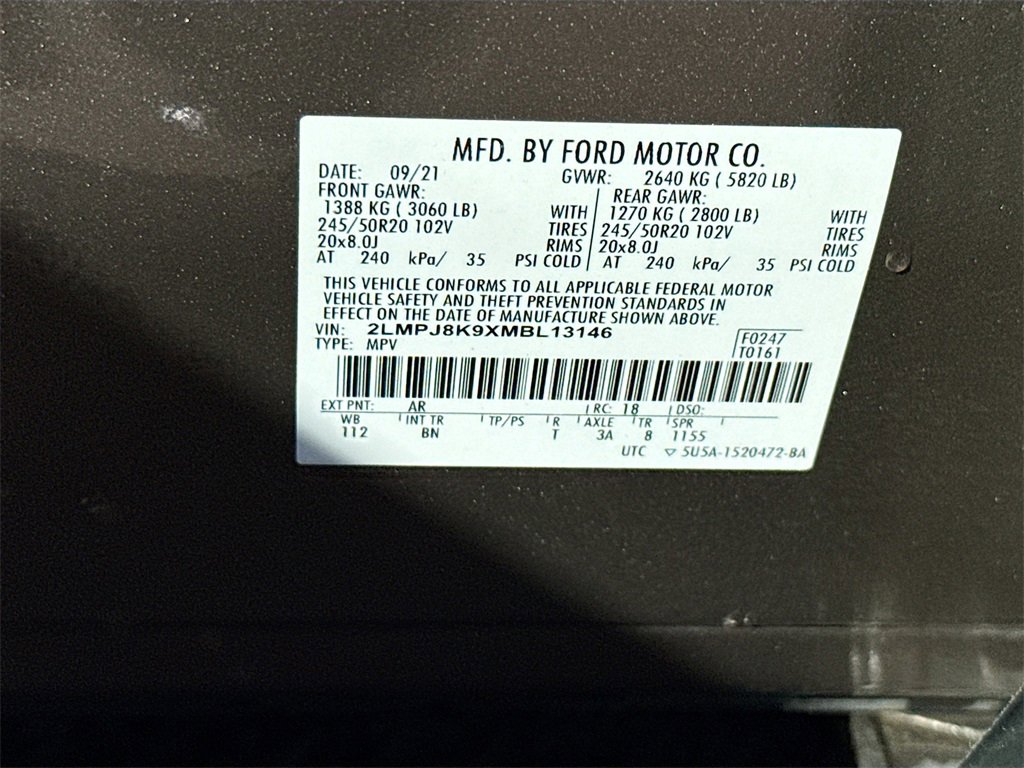 MFD. BY FORD MOTOR CO.
DATE: 09/21 GVWR: 2640 KG ( 5820 LB)
FRONT GAWR: REAR GAWR:
1388 KG ( 3060 LB) WITH 1270 KG ( 2800 LB) WITH
245/50R20 102V TIRES 245/50R20 102V TIRES
20x8.0J RIMS 20x8.0J RIMS
AT 240 kPa/ 35 PSI COLD AT 240 kPa/ 35 PSI COLD
THIS VEHICLE CONFORMS TO ALL APPLICABLE FEDERAL MOTOR
VEHICLE SAFETY AND THEFT PREVENTION STANDARDS IN
EFFECT ON THE DATE OF MANUFACTURE SHOWN ABOVE.
VIN: 2LMPJ8K9XMBL13146 F0247
TYPE: MPV T0161
EXT PNT: AR RC: 18 DSO:
WB INT TR TP/PS R AXLE TR SPR
112 BN T 3A 8 1155
UTC ▽ 5U5A-1520472-BA